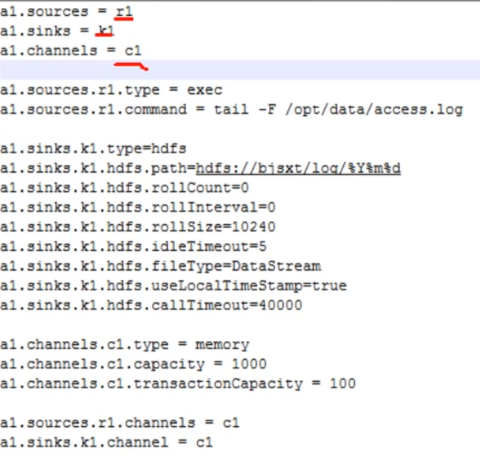 a1.sources = r1
a1.sinks = k1
a1.channels = c1
a1.sources.r1.type = exec
a1.sources.r1.command = tail -F /opt/data/access.log
a1.sinks.k1.type=hdfs
a1.sinks.k1.hdfs.path=hdfs://bjsxt/log/%Y%m%d
a1.sinks.k1.hdfs.rollCount=0
a1.sinks.k1.hdfs.rollInterval=0
a1.sinks.k1.hdfs.rollSize=10240
a1.sinks.k1.hdfs.idleTimeout=5
a1.sinks.k1.hdfs.fileType=DataStream
a1.sinks.k1.hdfs.useLocalTimeStamp=true
a1.sinks.k1.hdfs.callTimeout=40000
a1.channels.c1.type = memory
a1.channels.c1.capacity = 1000
a1.channels.c1.transactionCapacity = 100
a1.sources.r1.channels = c1
a1.sinks.k1.channel = c1